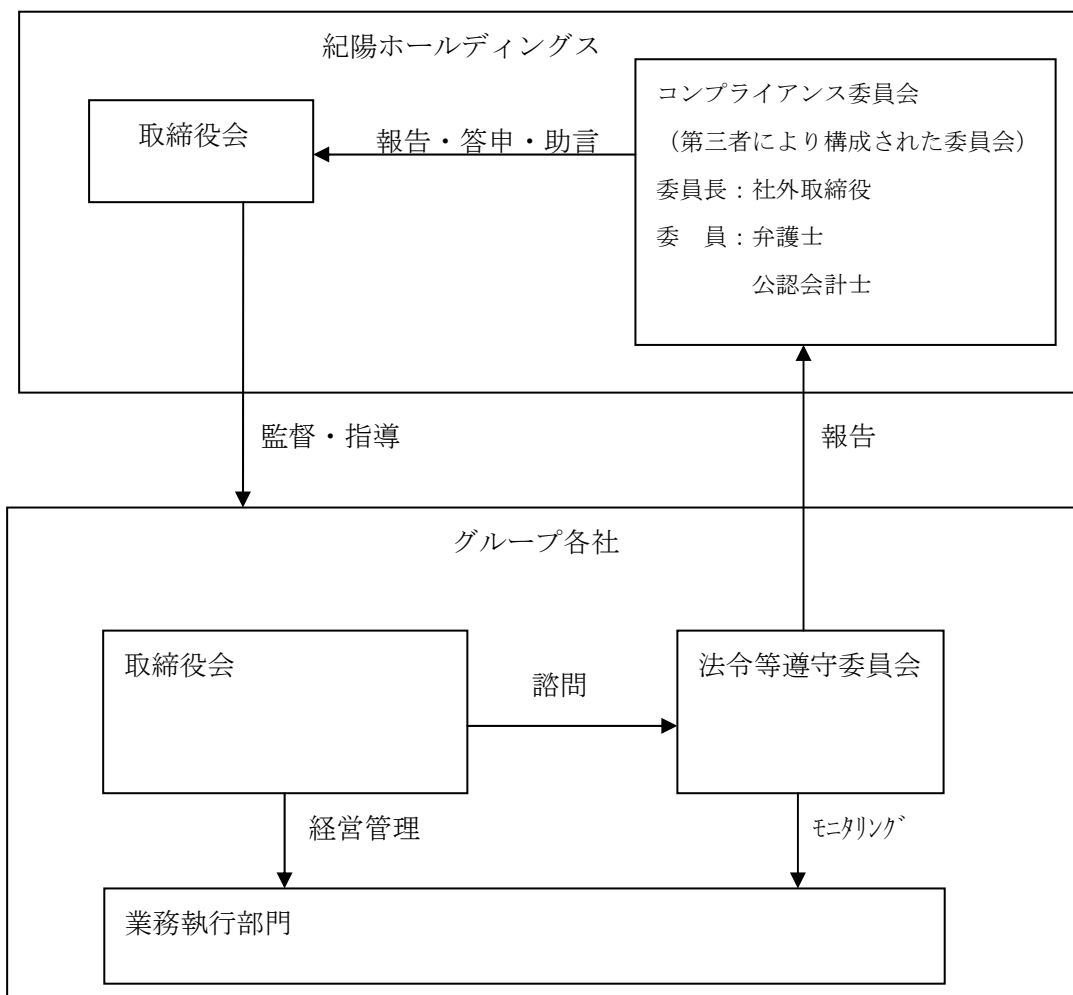 紀陽ホールディングス
取締役会
報告・答申・助言
コンプライアンス委員会
（第三者により構成された委員会）
委員長：社外取締役
委　員：弁護士
公認会計士
監督・指導
報告
グループ各社
取締役会
諮問
法令等遵守委員会
経営管理
ﾓﾆﾀﾘﾝｸﾞ
業務執行部門